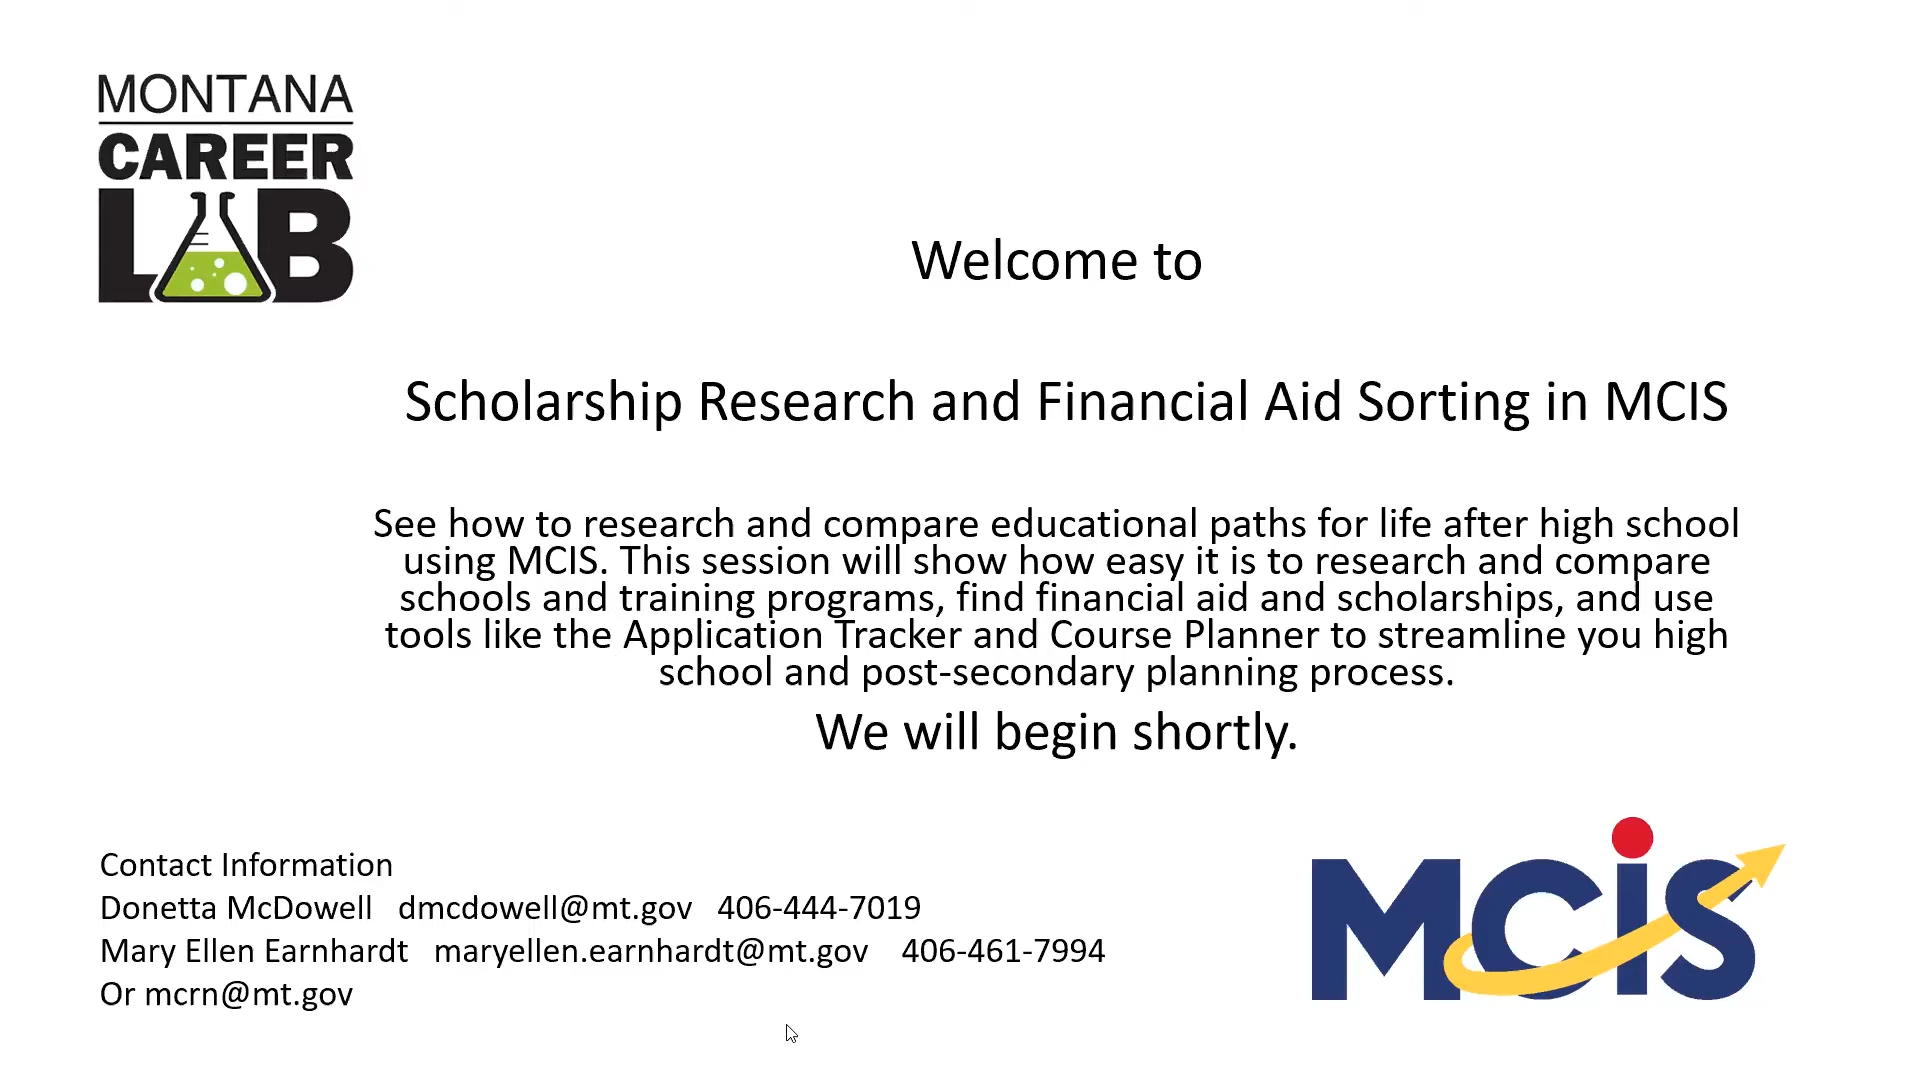 MONTANA
CAREER
LAB
Welcome to
Scholarship Research and Financial Aid Sorting in MCIS
See how to research and compare educational paths for life after high school
using MCIS. This session will show how easy it is to research and compare
schools and training programs, find financial aid and scholarships, and use
tools like the Application Tracker and Course Planner to streamline you high
school and post-secondary planning process.
We will begin shortly.
Contact Information
Donetta McDowell dmcdowell@mt.gov 406-444-7019
Mary Ellen Earnhardt maryellen.earnhardt@mt.gov 406-461-7994
Or mcrn@mt.gov
MCiS